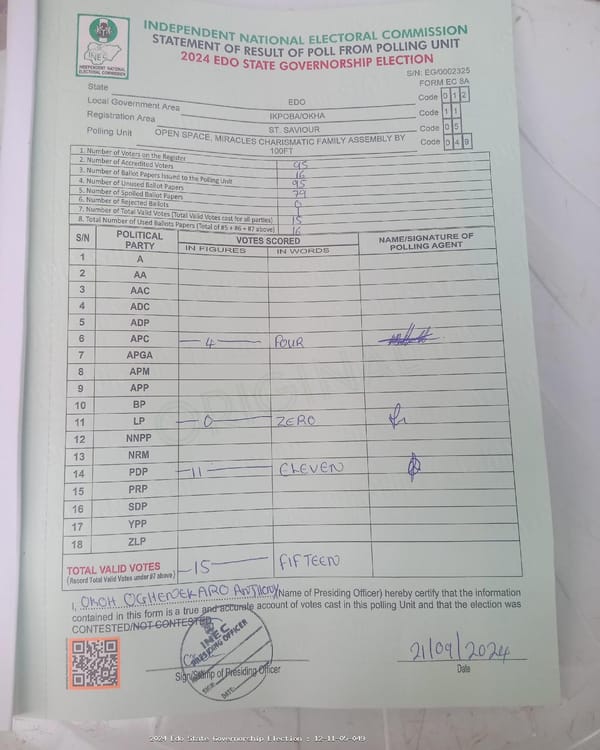 INDEPENDENT NATIONAL ELECTORAL COMMISSION
STATEMENT OF RESULT OF POLL FROM POLLING UNIT
2024 EDO STATE GOVERNORSHIP ELECTION
INEC
INDEPENDENT NATIONAL ELECTORAL COMMISSION
S/N: EG/0002325
FORM EC 8A
State EDO Code 0 1 2
Local Government Area IKPOBA/OKHA Code 1 1
Registration Area ST. SAVIOUR Code 0 5
Polling Unit OPEN SPACE, MIRACLES CHARISMATIC FAMILY ASSEMBLY BY 100FT Code 0 4 9
1. Number of Voters on the Register 95
2. Number of Accredited Voters 16
3. Number of Ballot Papers Issued to the Polling Unit 95
4. Number of Unused Ballot Papers 79
5. Number of Spoiled Ballot Papers 0
6. Number of Rejected Ballots 1
7. Number of Total Valid Votes (Total Valid Votes cast for all parties) 15
8. Total Number of Used Ballots Papers (Total of #5 + #6 + #7 above) 16
S/N POLITICAL PARTY VOTES SCORED NAME/SIGNATURE OF POLLING AGENT
IN FIGURES IN WORDS
1 A
2 AA
3 AAC
4 ADC
5 ADP
6 APC 4 FOUR
7 APGA
8 APM
9 APP
10 BP
11 LP 0 ZERO
12 NNPP
13 NRM
14 PDP 11 ELEVEN
15 PRP
16 SDP
17 YPP
18 ZLP
ORIGINAL
TOTAL VALID VOTES 15 FIFTEEN
(Record Total Valid Votes under #7 above)
I, OKOH OGHENEKARO ANTHONY (Name of Presiding Officer) hereby certify that the information
contained in this form is a true and accurate account of votes cast in this polling Unit and that the election was
CONTESTED/NOT CONTESTED
INEC
PRESIDING OFFICER
SIGN:
DATE:
Sign/Stamp of Presiding Officer
21/09/2024
Date
2024 Edo State Governorship Election : 12-11-05-049